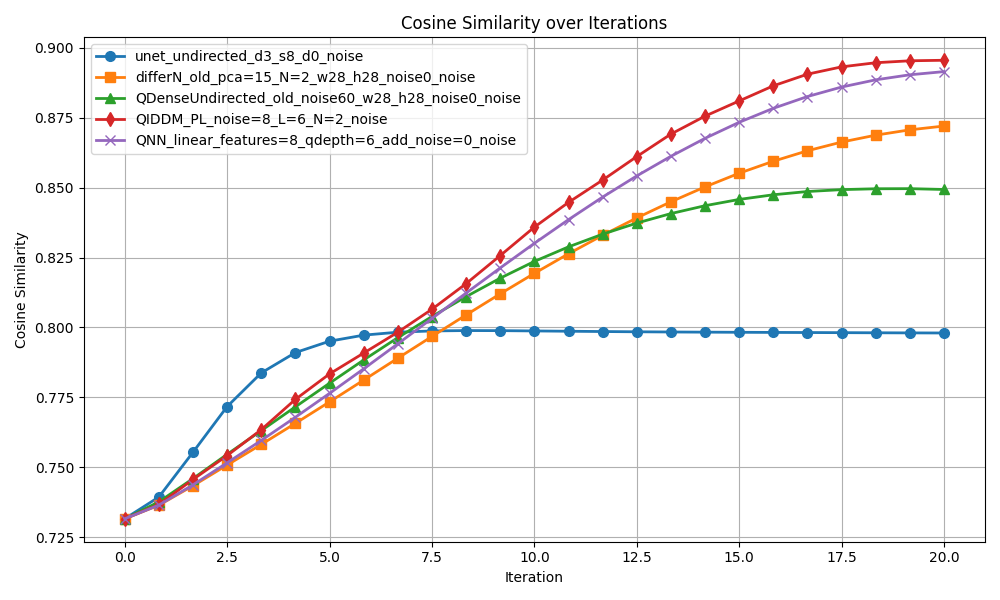 Cosine Similarity over Iterations
0.900
0.875
0.850
0.825
0.800
0.775
0.750
0.725
Cosine Similarity
unet_undirected_d3_s8_d0_noise
differN_old_pca=15_N=2_w28_h28_noise0_noise
QDenseUndirected_old_noise60_w28_h28_noise0_noise
QIDDM_PL_noise=8_L=6_N=2_noise
QNN_linear_features=8_qdepth=6_add_noise=0_noise
0.0 2.5 5.0 7.5 10.0 12.5 15.0 17.5 20.0
Iteration